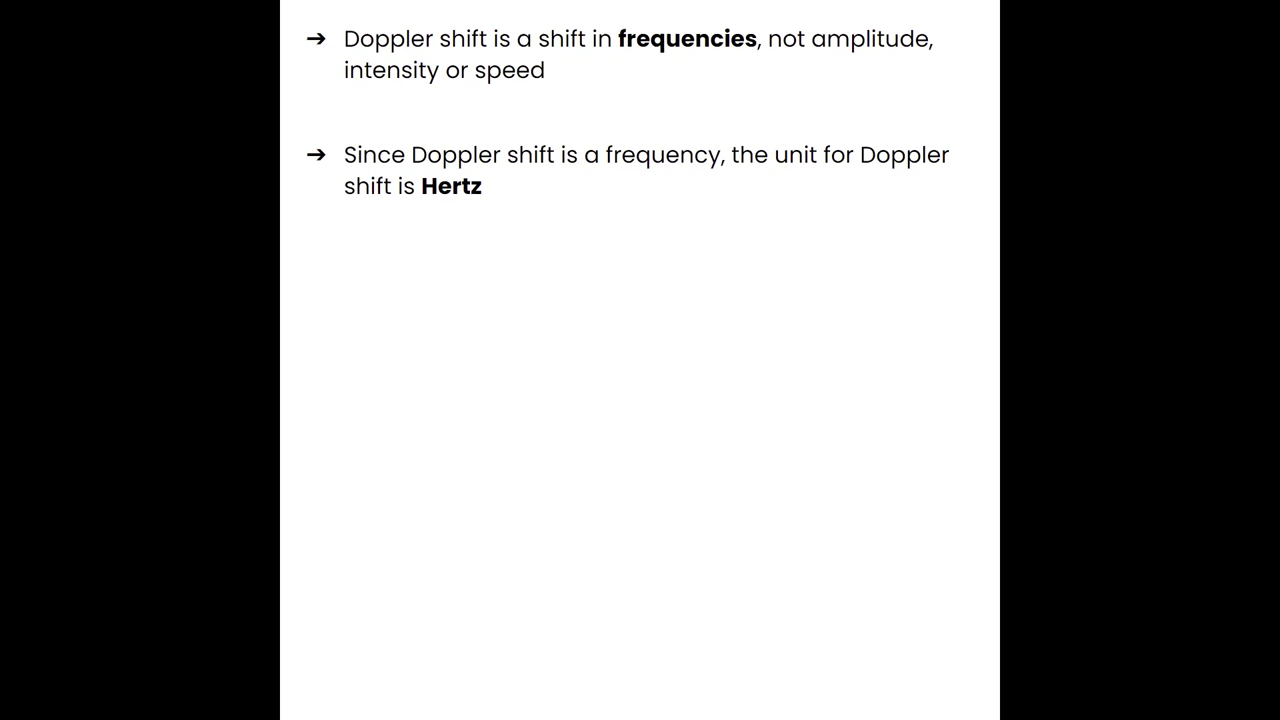 ➔ Doppler shift is a shift in frequencies, not amplitude,
intensity or speed
➔ Since Doppler shift is a frequency, the unit for Doppler
shift is Hertz